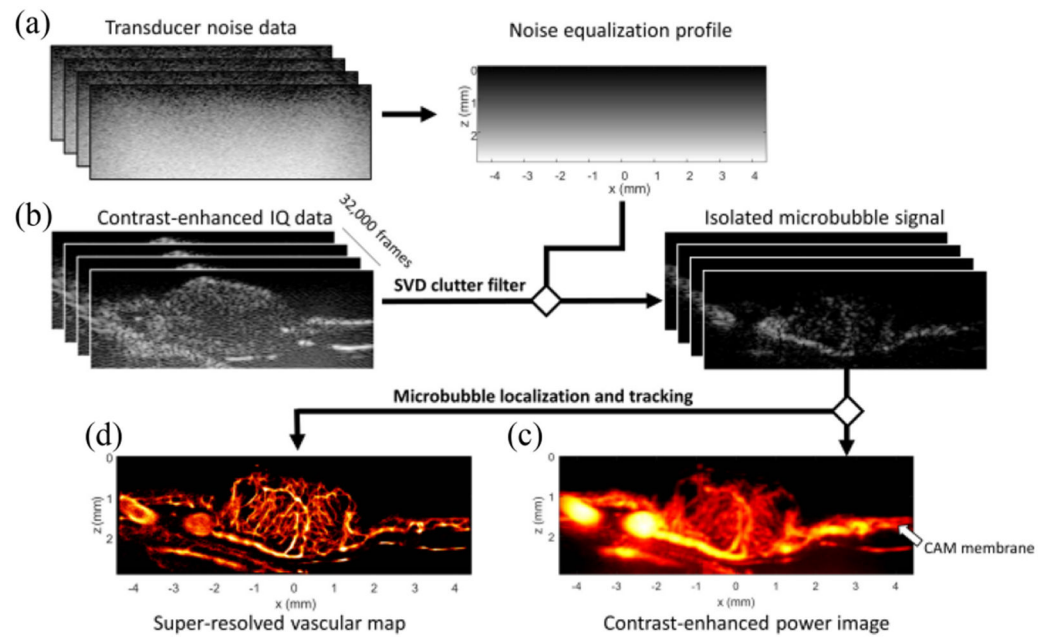 (a)
Transducer noise data
Noise equalization profile
0
1
2
z (mm)
-4 -3 -2 -1 0 1 2 3 4
x (mm)
(b)
Contrast-enhanced IQ data
32,000 frames
SVD clutter filter
Isolated microbubble signal
Microbubble localization and tracking
(d)
0
1
2
z (mm)
-4 -3 -2 -1 0 1 2 3 4
x (mm)
Super-resolved vascular map
(c)
0
1
2
z (mm)
-4 -3 -2 -1 0 1 2 3 4
x (mm)
CAM membrane
Contrast-enhanced power image